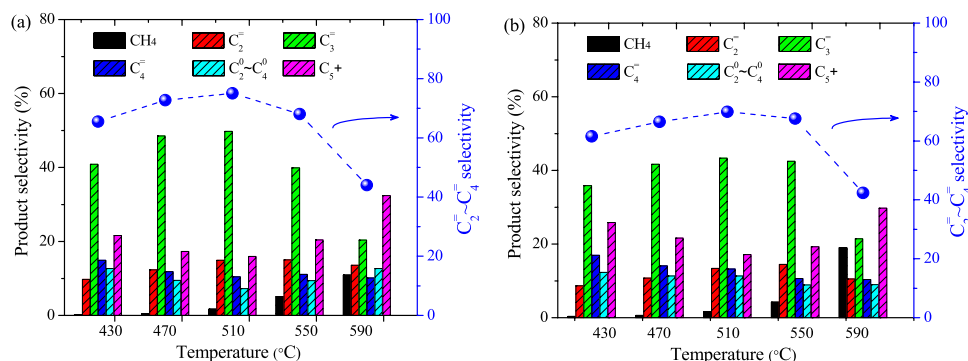 (a)
CH4 C₂⁼ C₃⁼
C₄⁼ C₂⁰~C₄⁰ C₅+
Product selectivity (%)
80
60
40
20
0
100
80
60
40
20
0
C₂⁼~C₄⁼ selectivity
430 470 510 550 590
Temperature (°C)
(b)
CH4 C₂⁻ C₃⁻
C₄⁻ C₂⁰~C₄⁰ C₅+
Product selectivity (%)
80
60
40
20
0
100
80
60
40
20
0
C₂⁼~C₄⁼ selectivity
430 470 510 550 590
Temperature (°C)